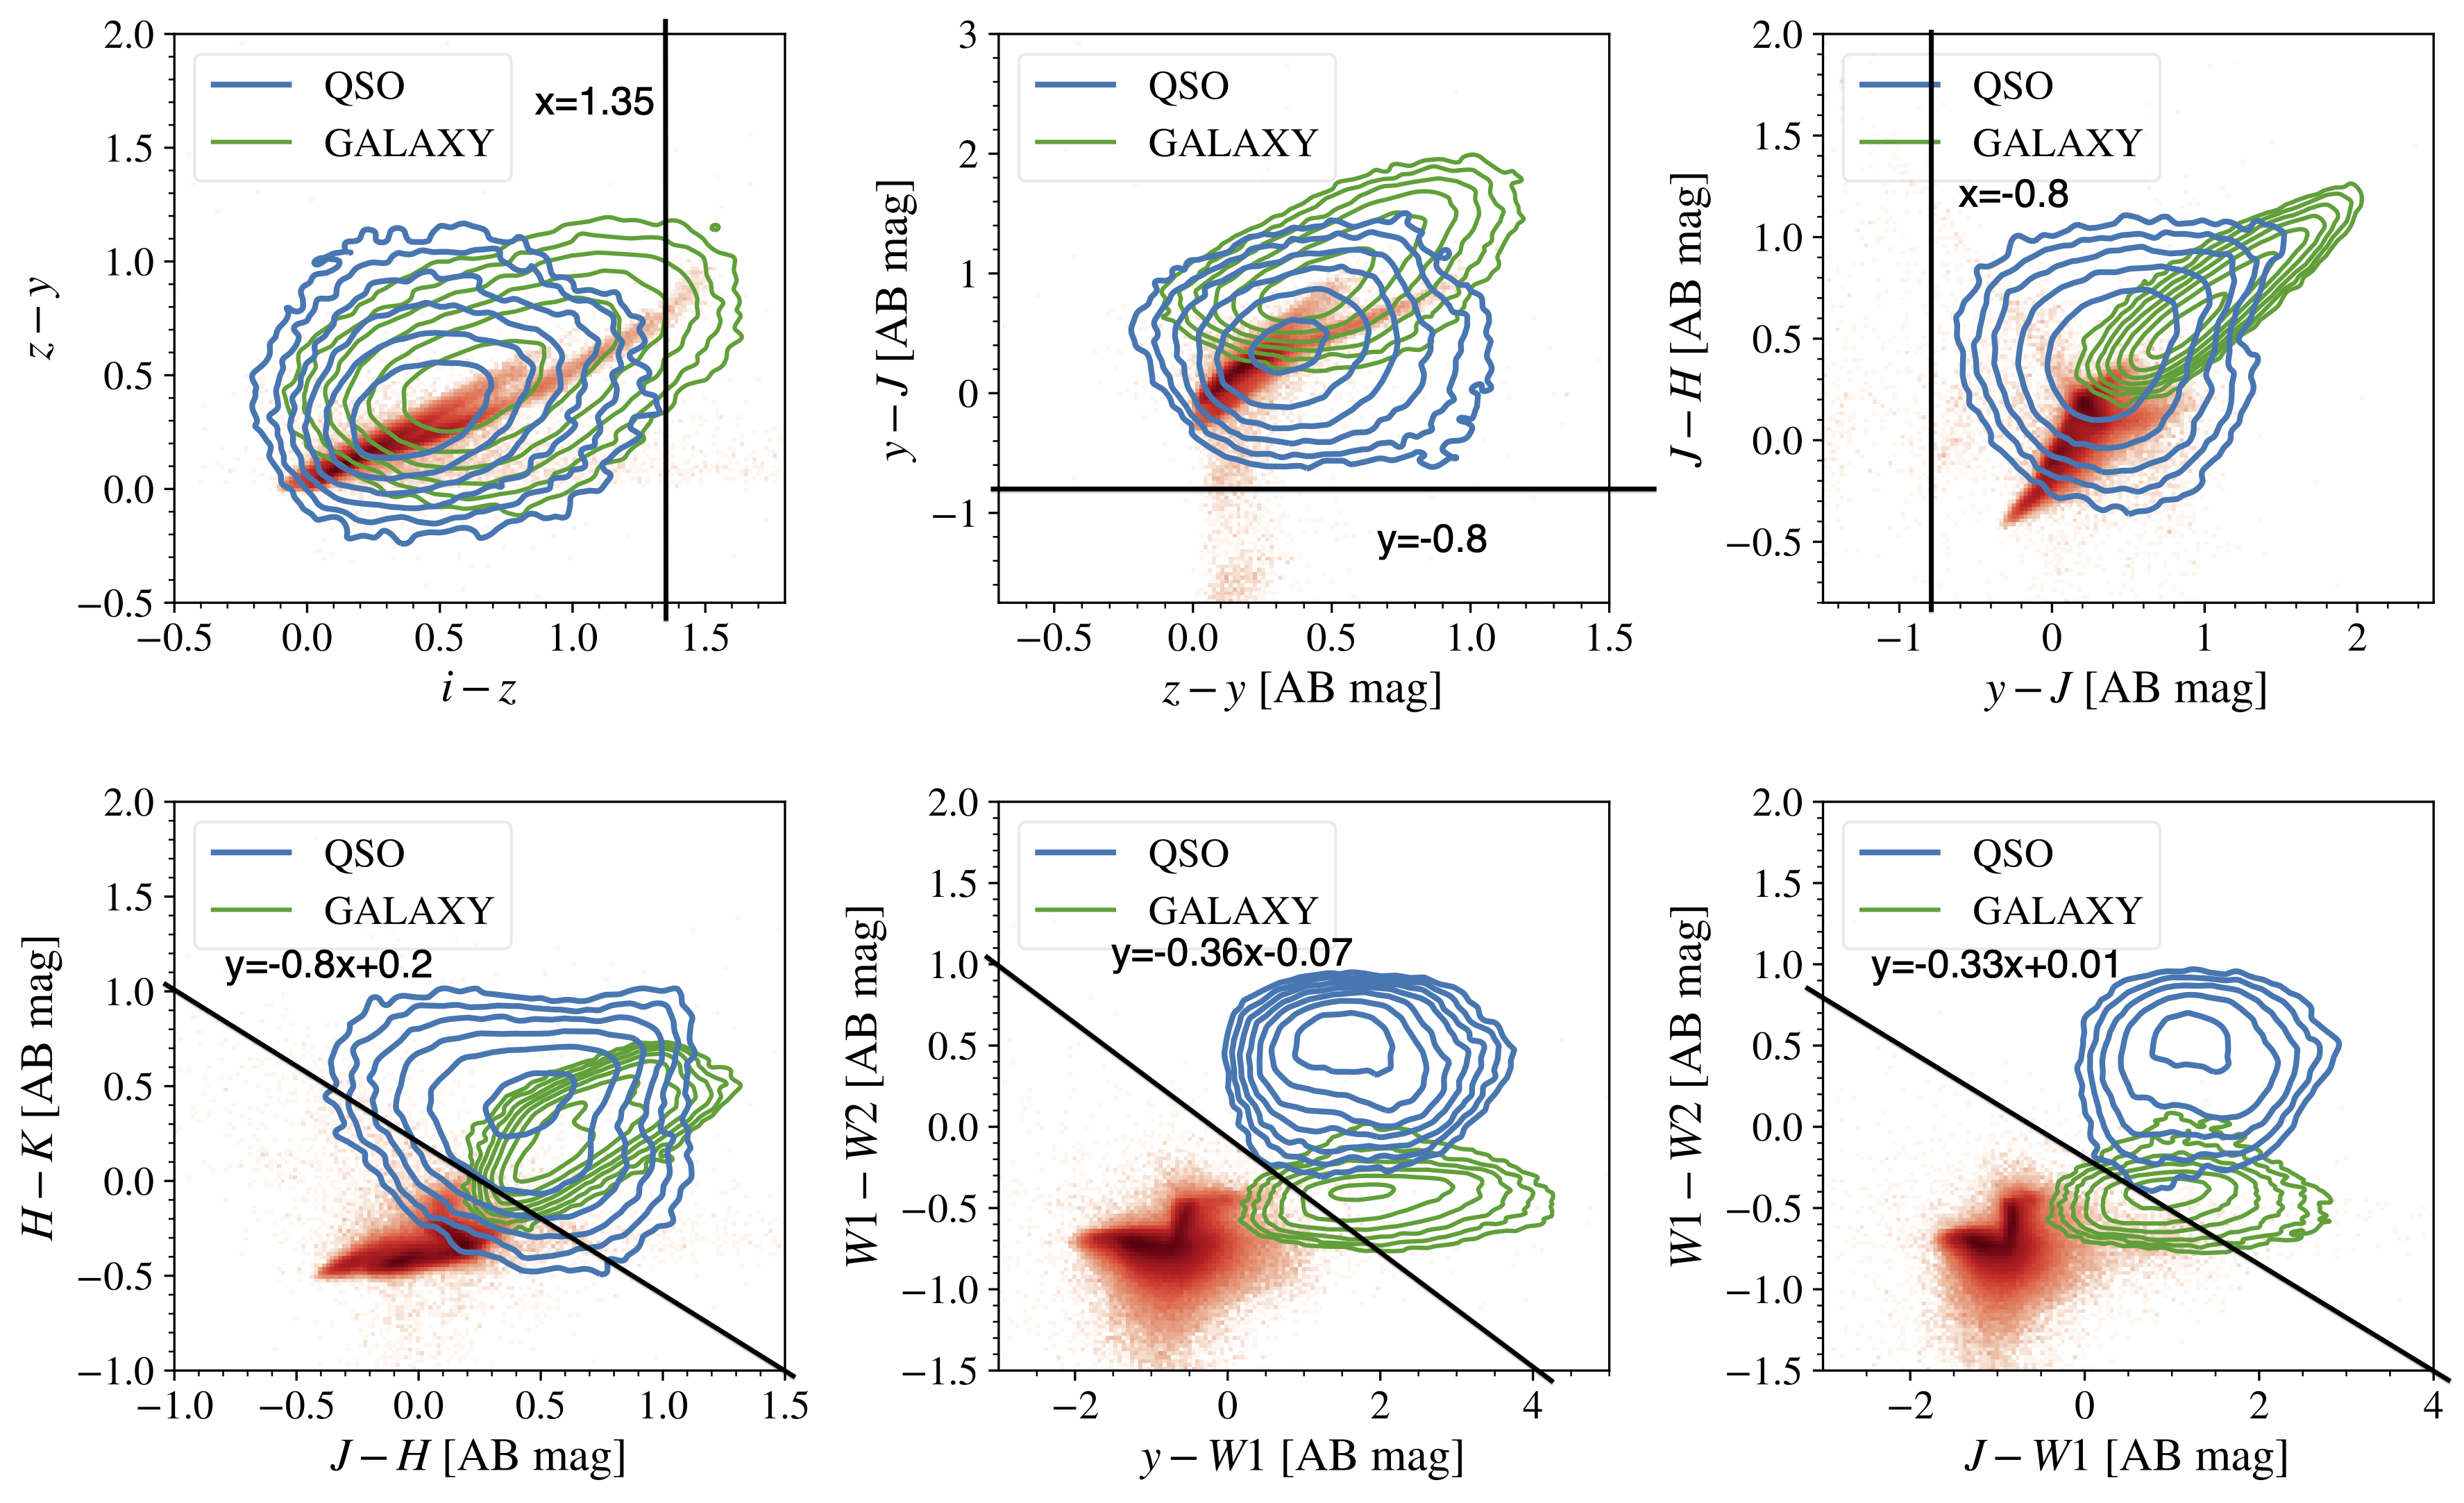 2.0
1.5
1.0
0.5
0.0
−0.5
z − y
QSO
GALAXY
x=1.35
−0.5 0.0 0.5 1.0 1.5
i − z
3
2
1
0
−1
y − J [AB mag]
QSO
GALAXY
y=-0.8
−0.5 0.0 0.5 1.0 1.5
z − y [AB mag]
2.0
1.5
1.0
0.5
0.0
−0.5
J − H [AB mag]
QSO
GALAXY
x=-0.8
−1 0 1 2
y − J [AB mag]
2.0
1.5
1.0
0.5
0.0
−0.5
−1.0
H − K [AB mag]
QSO
GALAXY
y=-0.8x+0.2
−1.0 −0.5 0.0 0.5 1.0 1.5
J − H [AB mag]
2.0
1.5
1.0
0.5
0.0
−0.5
−1.0
−1.5
W1 − W2 [AB mag]
QSO
GALAXY
y=-0.36x-0.07
−2 0 2 4
y − W1 [AB mag]
2.0
1.5
1.0
0.5
0.0
−0.5
−1.0
−1.5
W1 − W2 [AB mag]
QSO
GALAXY
y=-0.33x+0.01
−2 0 2 4
J − W1 [AB mag]